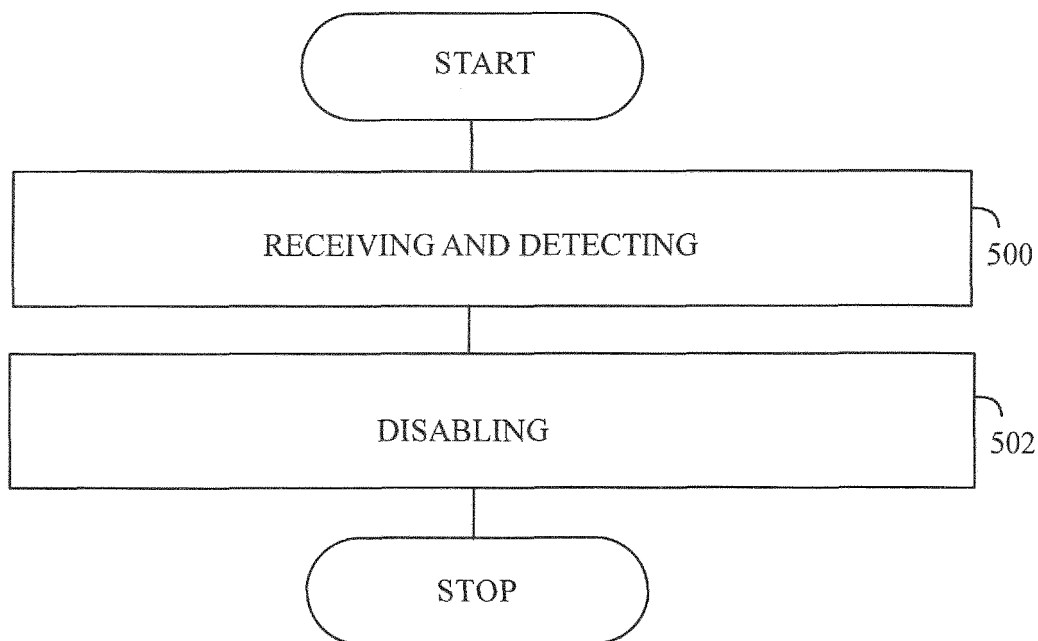 START
RECEIVING AND DETECTING
500
DISABLING
502
STOP